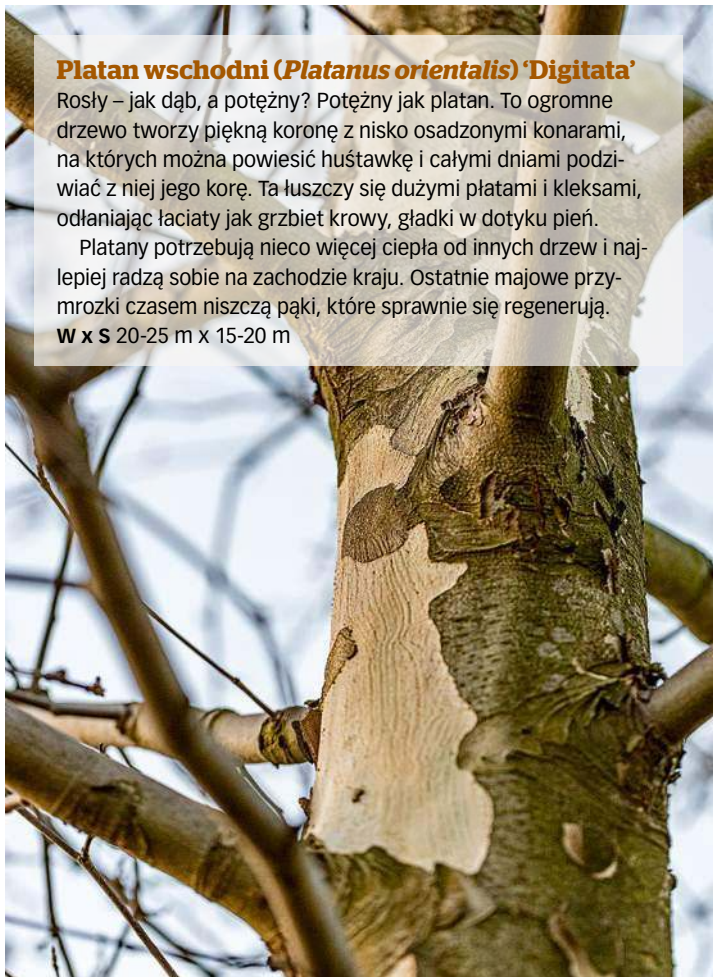 Platan wschodni (Platanus orientalis) ‘Digitata’
Rosły – jak dąb, a potężny? Potężny jak platan. To ogromne
drzewo tworzy piękną koronę z nisko osadzonymi konarami,
na których można powiesić huśtawkę i całymi dniami podzi-
wiać z niej jego korę. Ta łuszczy się dużymi płatami i kleksami,
odłaniając łaciaty jak grzbiet krowy, gładki w dotyku pień.
Platany potrzebują nieco więcej ciepła od innych drzew i naj-
lepiej radzą sobie na zachodzie kraju. Ostatnie majowe przy-
mrozki czasem niszczą pąki, które sprawnie się regenerują.
W x S 20-25 m x 15-20 m